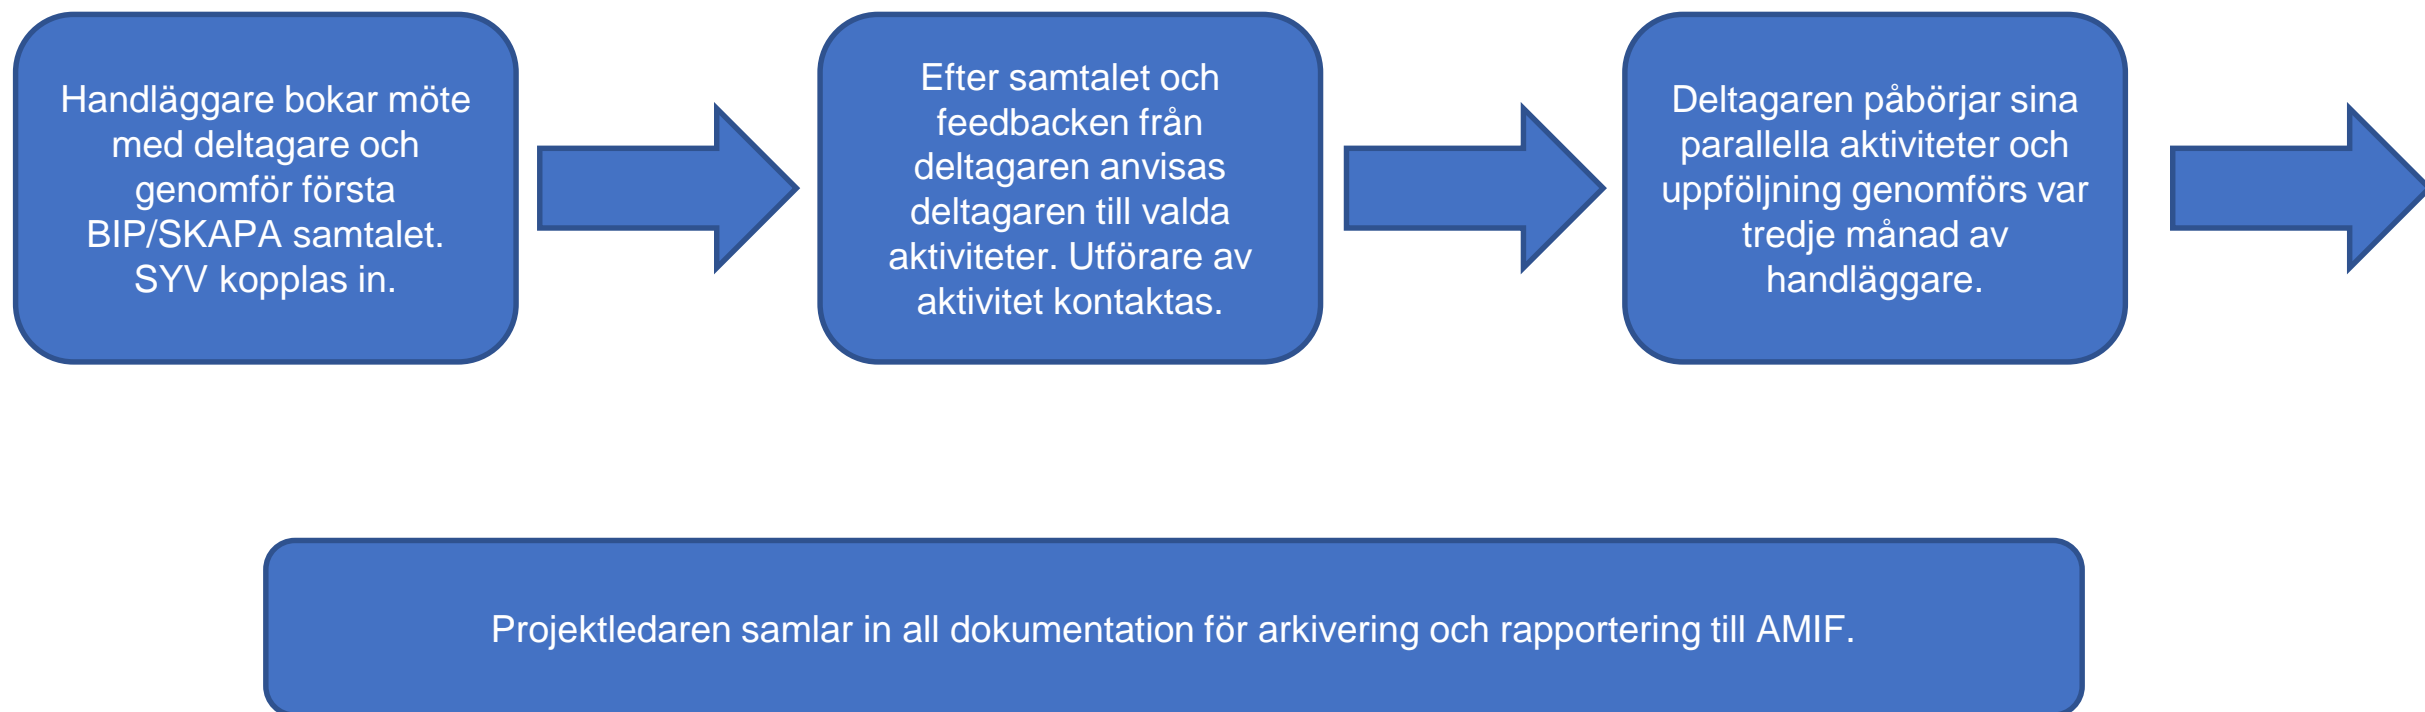 Handläggare bokar möte
med deltagare och
genomför första
BIP/SKAPA samtalet.
SYV kopplas in.
Efter samtalet och
feedbacken från
deltagaren anvisas
deltagaren till valda
aktiviteter. Utförare av
aktivitet kontaktas.
Deltagaren påbörjar sina
parallella aktiviteter och
uppföljning genomförs var
tredje månad av
handläggare.
Projektledaren samlar in all dokumentation för arkivering och rapportering till AMIF.